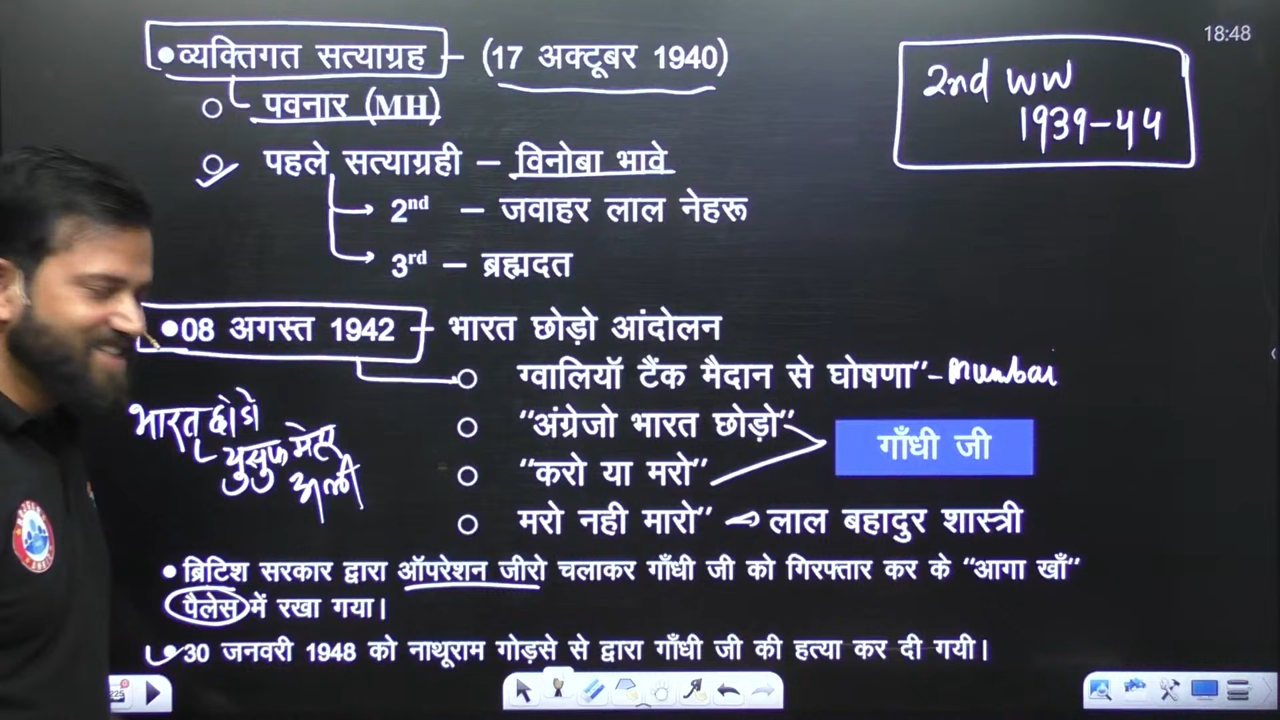 18:48
•व्यक्तिगत सत्याग्रह – (17 अक्टूबर 1940)
2nd WW
1939-44
पवनार (MH)
पहले सत्याग्रही – विनोबा भावे
2nd – जवाहर लाल नेहरू
3rd – ब्रह्मदत
•08 अगस्त 1942 – भारत छोड़ो आंदोलन
ग्वालियॉ टैंक मैदान से घोषणा" - Mumbai
भारत छोडो
"अंग्रेजो भारत छोड़ो"
गाँधी जी
युसुफ मेहर
"करो या मरो"
अली
मरो नही मारो" → लाल बहादुर शास्त्री
•ब्रिटिश सरकार द्वारा ऑपरेशन जीरो चलाकर गाँधी जी को गिरफ्तार कर के "आगा खाँ"
पैलेस में रखा गया।
•30 जनवरी 1948 को नाथूराम गोड़से से द्वारा गाँधी जी की हत्या कर दी गयी।
225